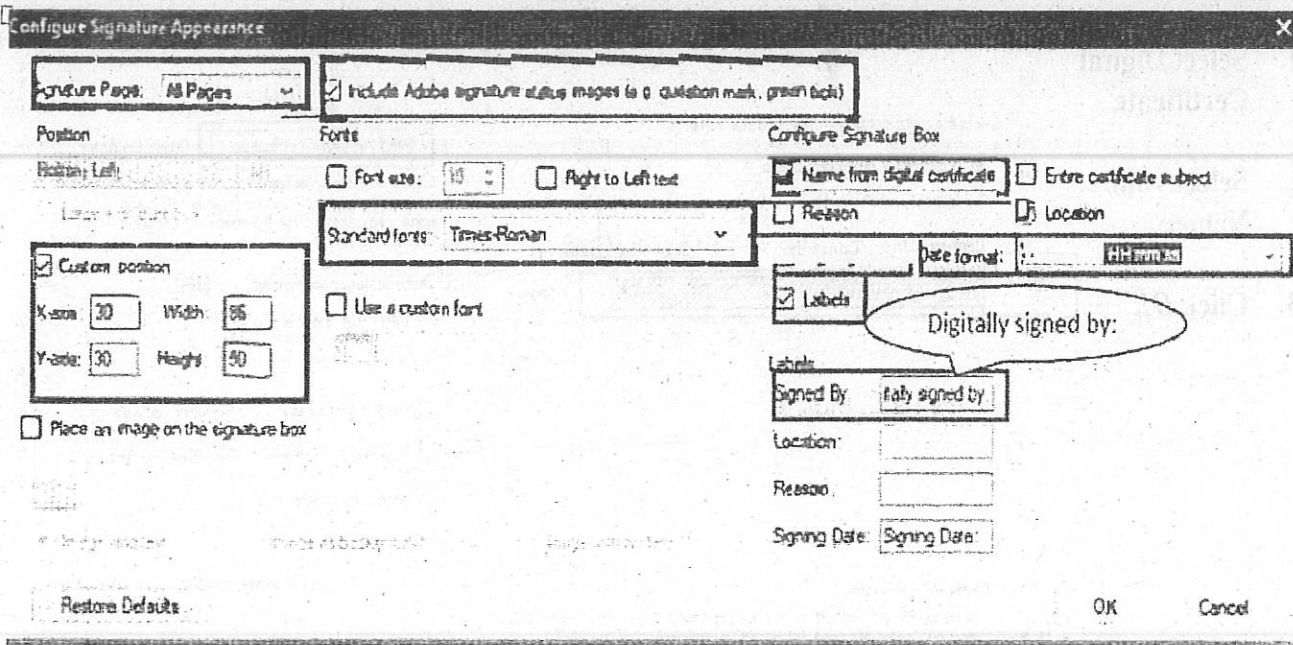 Configure Signature Appearance
Signature Pages: All Pages
Include Adobe signature status images (e.g. question mark, green tick)
Position
Fonts
Configure Signature Box
Bottom Left
Font size: 10
Right to Left text
Name from digital certificate
Entire certificate subject
Reason
Location
Standard fonts: Times-Roman
Date format:
Custom position
Labels
X-axis: 30 Width: 86
Use a custom font
Digitally signed by:
Y-axis: 30 Height: 50
Labels
Signed By itally signed by
Place an image on the signature box
Location:
Reason
Signing Date: Signing Date:
Restore Defaults
OK
Cancel